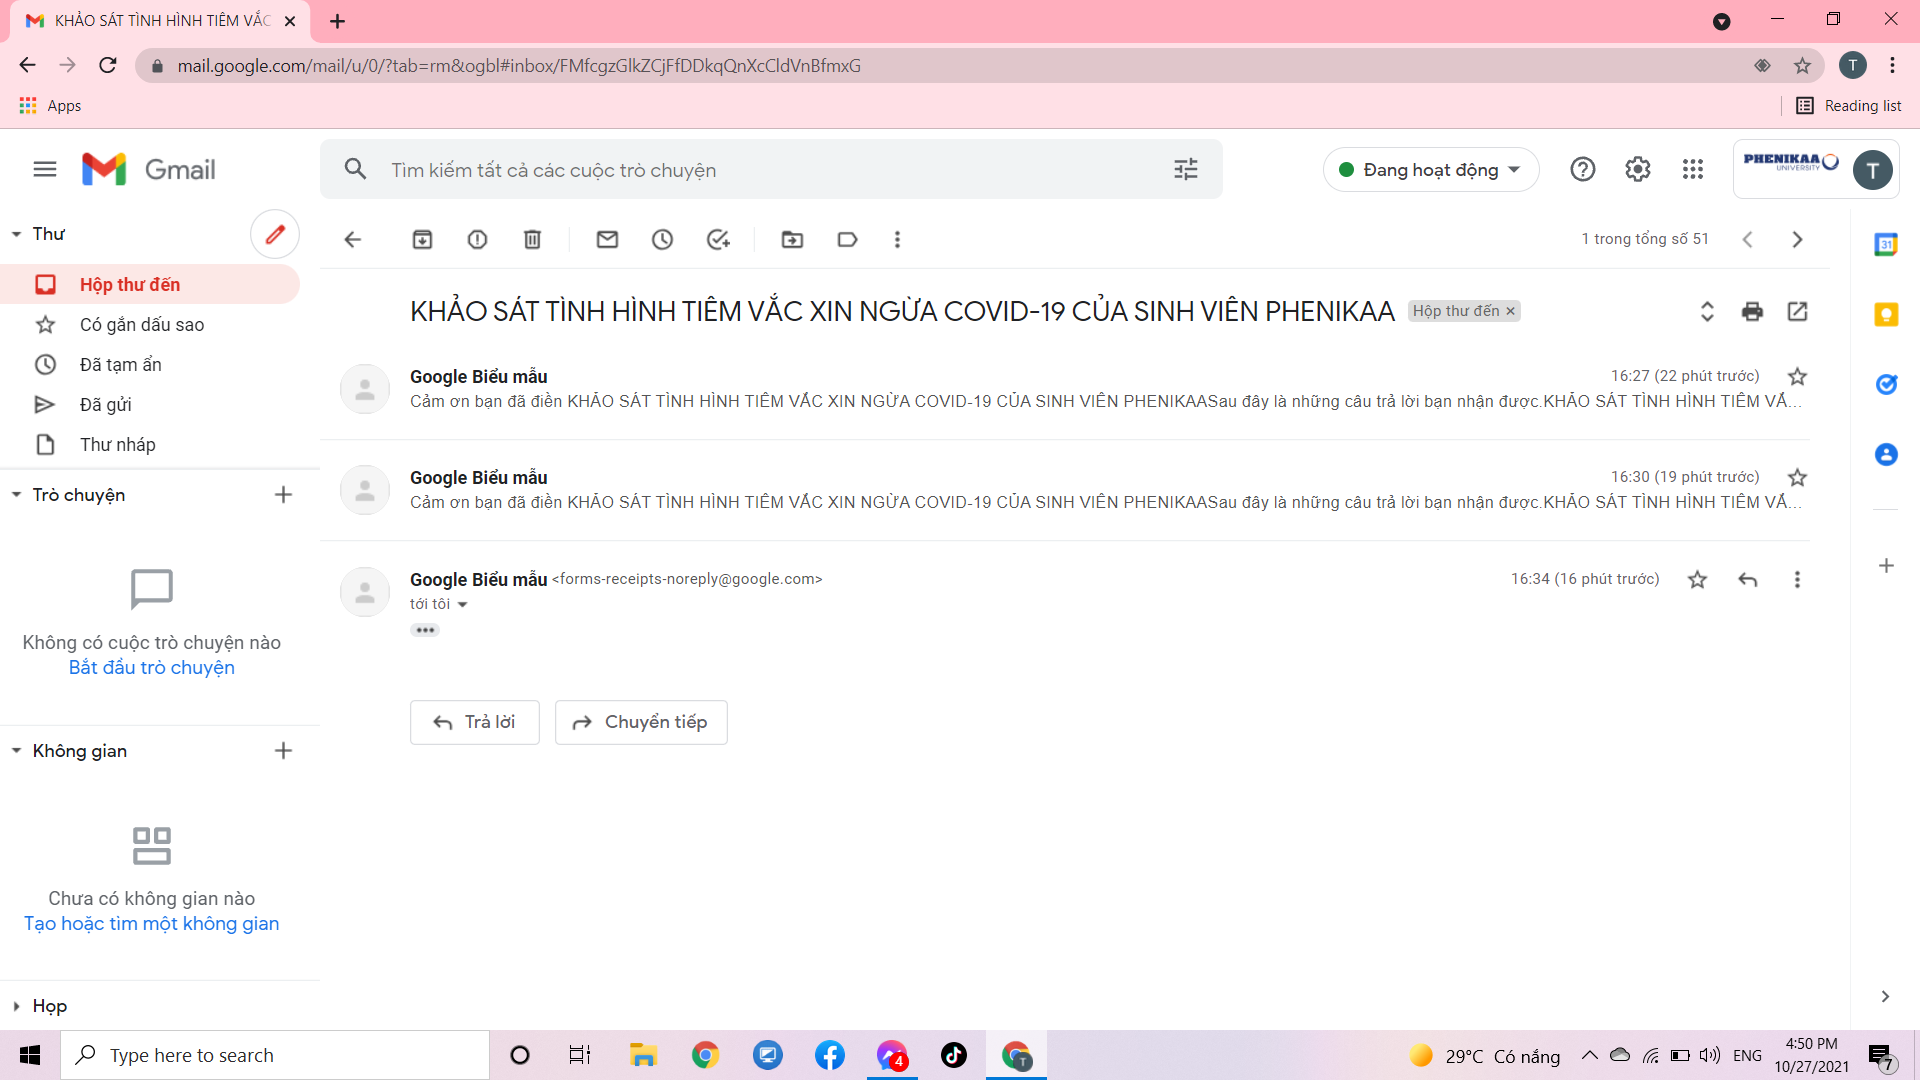 KHẢO SÁT TÌNH HÌNH TIÊM VẮC
mail.google.com/mail/u/0/?tab=rm&ogbl#inbox/FMfcgzGlkZCjFfDDkqQnXcCldVnBfmxG
T
Apps
Reading list
Gmail
Tìm kiếm tất cả các cuộc trò chuyện
Đang hoạt động
PHENIKAA
UNIVERSITY
T
Thư
1 trong tổng số 51
31
Hộp thư đến
Có gắn dấu sao
Đã tạm ẩn
Đã gửi
Thư nháp
Trò chuyện
Không có cuộc trò chuyện nào
Bắt đầu trò chuyện
Không gian
Chưa có không gian nào
Tạo hoặc tìm một không gian
Họp
KHẢO SÁT TÌNH HÌNH TIÊM VẮC XIN NGỪA COVID-19 CỦA SINH VIÊN PHENIKAA
Hộp thư đến ×
Google Biểu mẫu
16:27 (22 phút trước)
Cảm ơn bạn đã điền KHẢO SÁT TÌNH HÌNH TIÊM VẮC XIN NGỪA COVID-19 CỦA SINH VIÊN PHENIKAASau đây là những câu trả lời bạn nhận được.KHẢO SÁT TÌNH HÌNH TIÊM VẮ...
Google Biểu mẫu
16:30 (19 phút trước)
Cảm ơn bạn đã điền KHẢO SÁT TÌNH HÌNH TIÊM VẮC XIN NGỪA COVID-19 CỦA SINH VIÊN PHENIKAASau đây là những câu trả lời bạn nhận được.KHẢO SÁT TÌNH HÌNH TIÊM VẮ...
Google Biểu mẫu <forms-receipts-noreply@google.com>
16:34 (16 phút trước)
tới tôi
Trả lời
Chuyển tiếp
Type here to search
4
T
29°C Có nắng
ENG
4:50 PM
10/27/2021
7